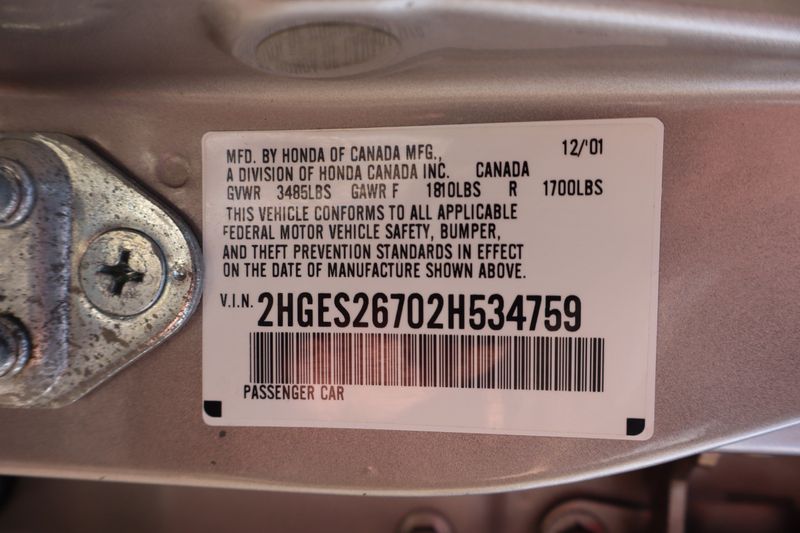 MFD. BY HONDA OF CANADA MFG., 12/'01
A DIVISION OF HONDA CANADA INC. CANADA
GVWR 3485LBS GAWR F 1810LBS R 1700LBS
THIS VEHICLE CONFORMS TO ALL APPLICABLE
FEDERAL MOTOR VEHICLE SAFETY, BUMPER,
AND THEFT PREVENTION STANDARDS IN EFFECT
ON THE DATE OF MANUFACTURE SHOWN ABOVE.
V.I.N. 2HGES26702H534759
PASSENGER CAR